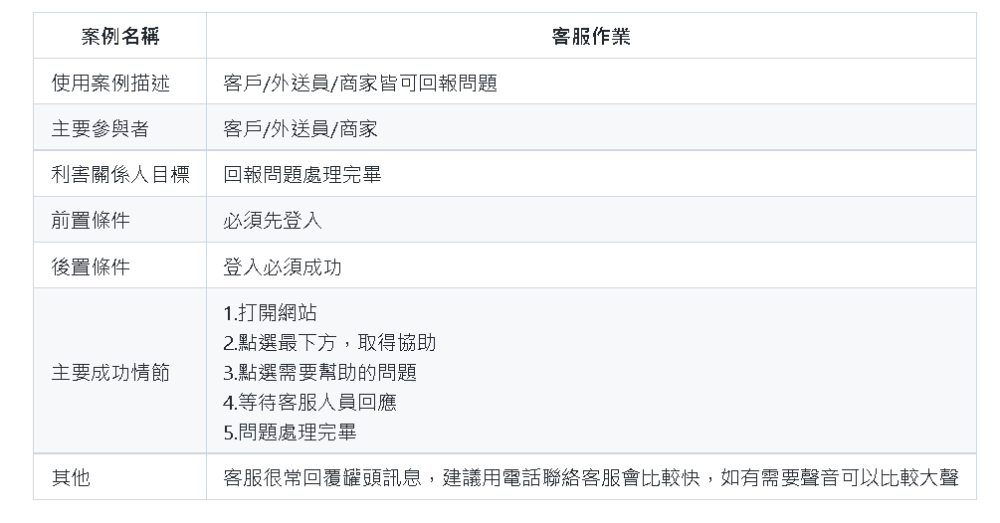 案例名稱 客服作業
使用案例描述 客戶/外送員/商家皆可回報問題
主要參與者 客戶/外送員/商家
利害關係人目標 回報問題處理完畢
前置條件 必須先登入
後置條件 登入必須成功
主要成功情節
1.打開網站
2.點選最下方，取得協助
3.點選需要幫助的問題
4.等待客服人員回應
5.問題處理完畢
其他 客服很常回覆罐頭訊息，建議用電話聯絡客服會比較快，如有需要聲音可以比較大聲